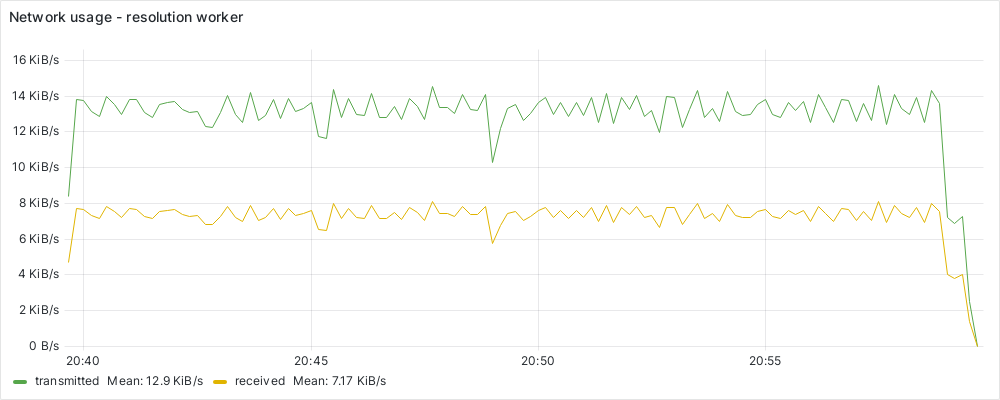 Network usage - resolution worker
16 KiB/s
14 KiB/s
12 KiB/s
10 KiB/s
8 KiB/s
6 KiB/s
4 KiB/s
2 KiB/s
0 B/s
20:40 20:45 20:50 20:55
transmitted Mean: 12.9 KiB/s received Mean: 7.17 KiB/s